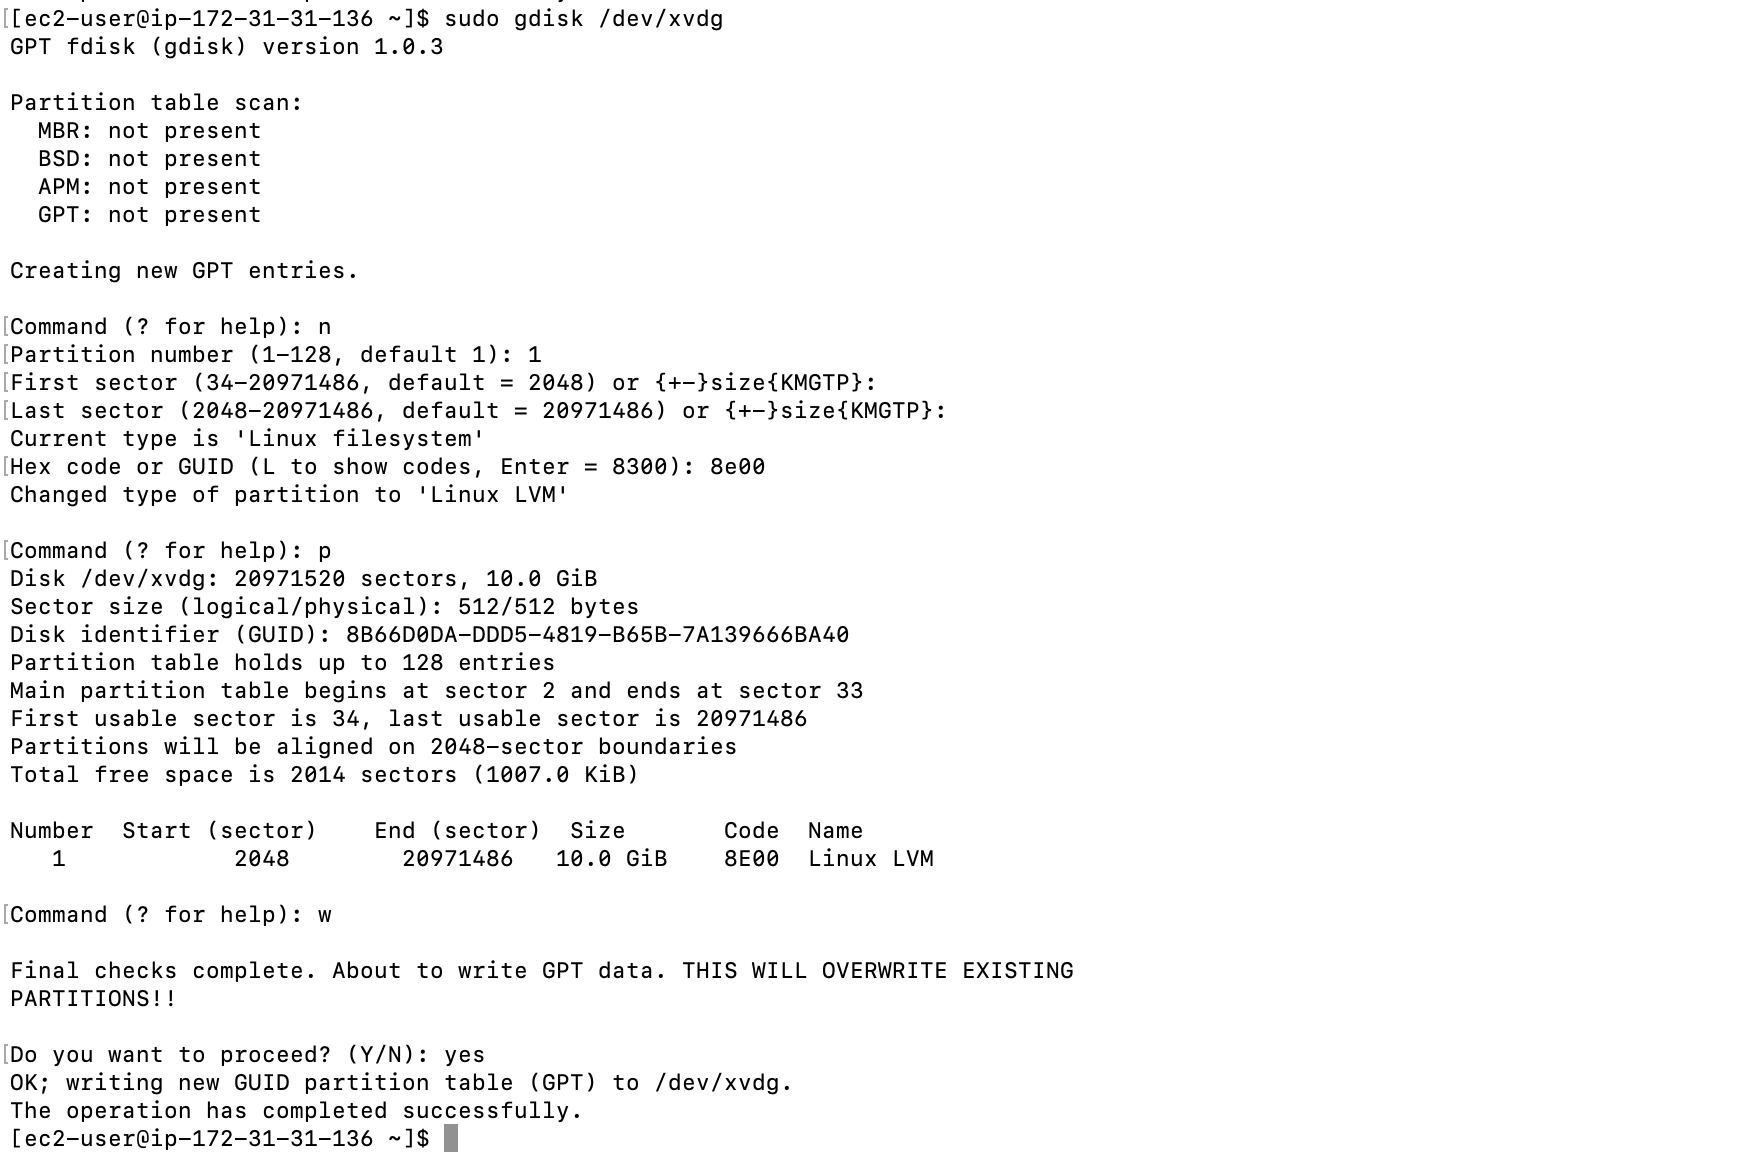 [ec2-user@ip-172-31-31-136 ~]$ sudo gdisk /dev/xvdg
GPT fdisk (gdisk) version 1.0.3
Partition table scan:
MBR: not present
BSD: not present
APM: not present
GPT: not present
Creating new GPT entries.
Command (? for help): n
Partition number (1-128, default 1): 1
First sector (34-20971486, default = 2048) or {+-}size{KMGTP}:
Last sector (2048-20971486, default = 20971486) or {+-}size{KMGTP}:
Current type is 'Linux filesystem'
Hex code or GUID (L to show codes, Enter = 8300): 8e00
Changed type of partition to 'Linux LVM'
Command (? for help): p
Disk /dev/xvdg: 20971520 sectors, 10.0 GiB
Sector size (logical/physical): 512/512 bytes
Disk identifier (GUID): 8B66D0DA-DDD5-4819-B65B-7A139666BA40
Partition table holds up to 128 entries
Main partition table begins at sector 2 and ends at sector 33
First usable sector is 34, last usable sector is 20971486
Partitions will be aligned on 2048-sector boundaries
Total free space is 2014 sectors (1007.0 KiB)
Number  Start (sector)    End (sector)  Size       Code  Name
1            2048        20971486   10.0 GiB    8E00  Linux LVM
Command (? for help): w
Final checks complete. About to write GPT data. THIS WILL OVERWRITE EXISTING
PARTITIONS!!
Do you want to proceed? (Y/N): yes
OK; writing new GUID partition table (GPT) to /dev/xvdg.
The operation has completed successfully.
[ec2-user@ip-172-31-31-136 ~]$